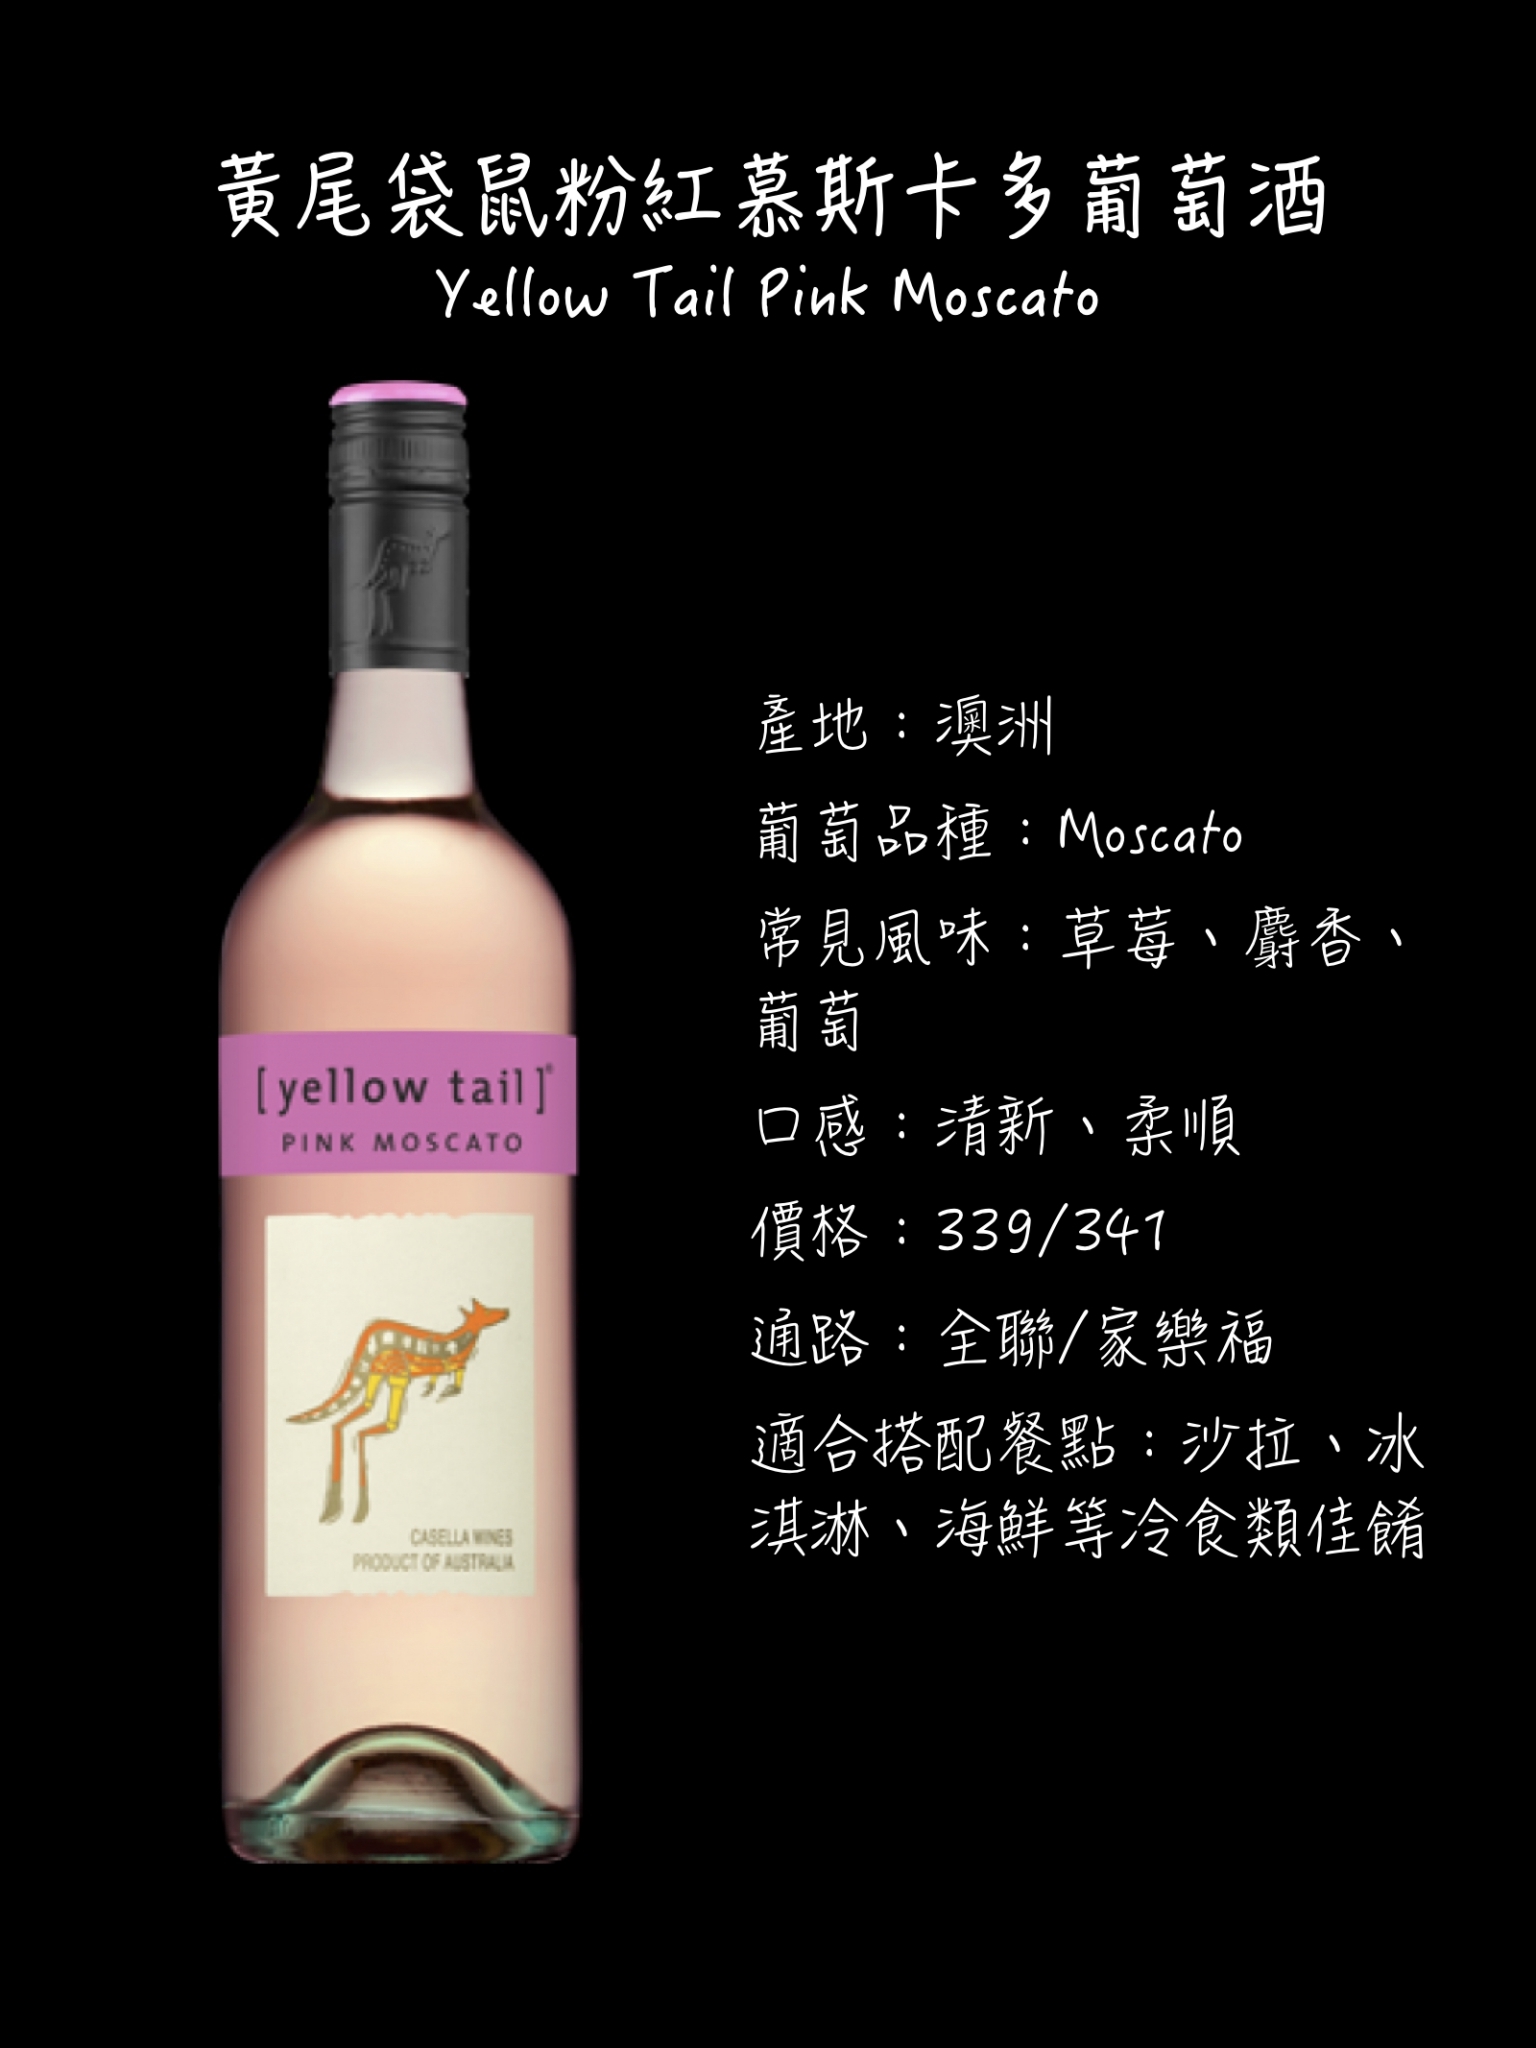 黃尾袋鼠粉紅慕斯卡多葡萄酒
Yellow Tail Pink Moscato
[yellow tail]®
PINK MOSCATO
CASELLA WINES
PRODUCT OF AUSTRALIA
產地：澳洲
葡萄品種：Moscato
常見風味：草莓、麝香、
葡萄
口感：清新、柔順
價格：339/341
通路：全聯/家樂福
適合搭配餐點：沙拉、冰
淇淋、海鮮等冷食類佳餚